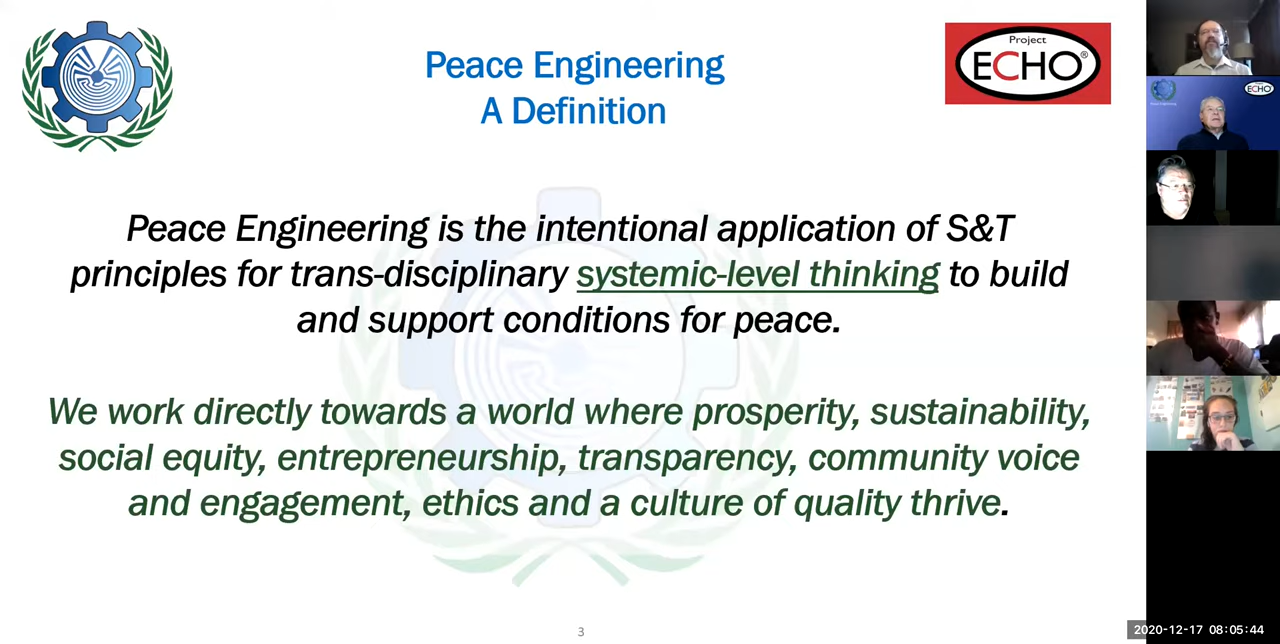 Peace Engineering
A Definition
Project
ECHO®
Peace Engineering is the intentional application of S&T
principles for trans-disciplinary systemic-level thinking to build
and support conditions for peace.
We work directly towards a world where prosperity, sustainability,
social equity, entrepreneurship, transparency, community voice
and engagement, ethics and a culture of quality thrive.
3
ECHO
2020-12-17 08:05:44